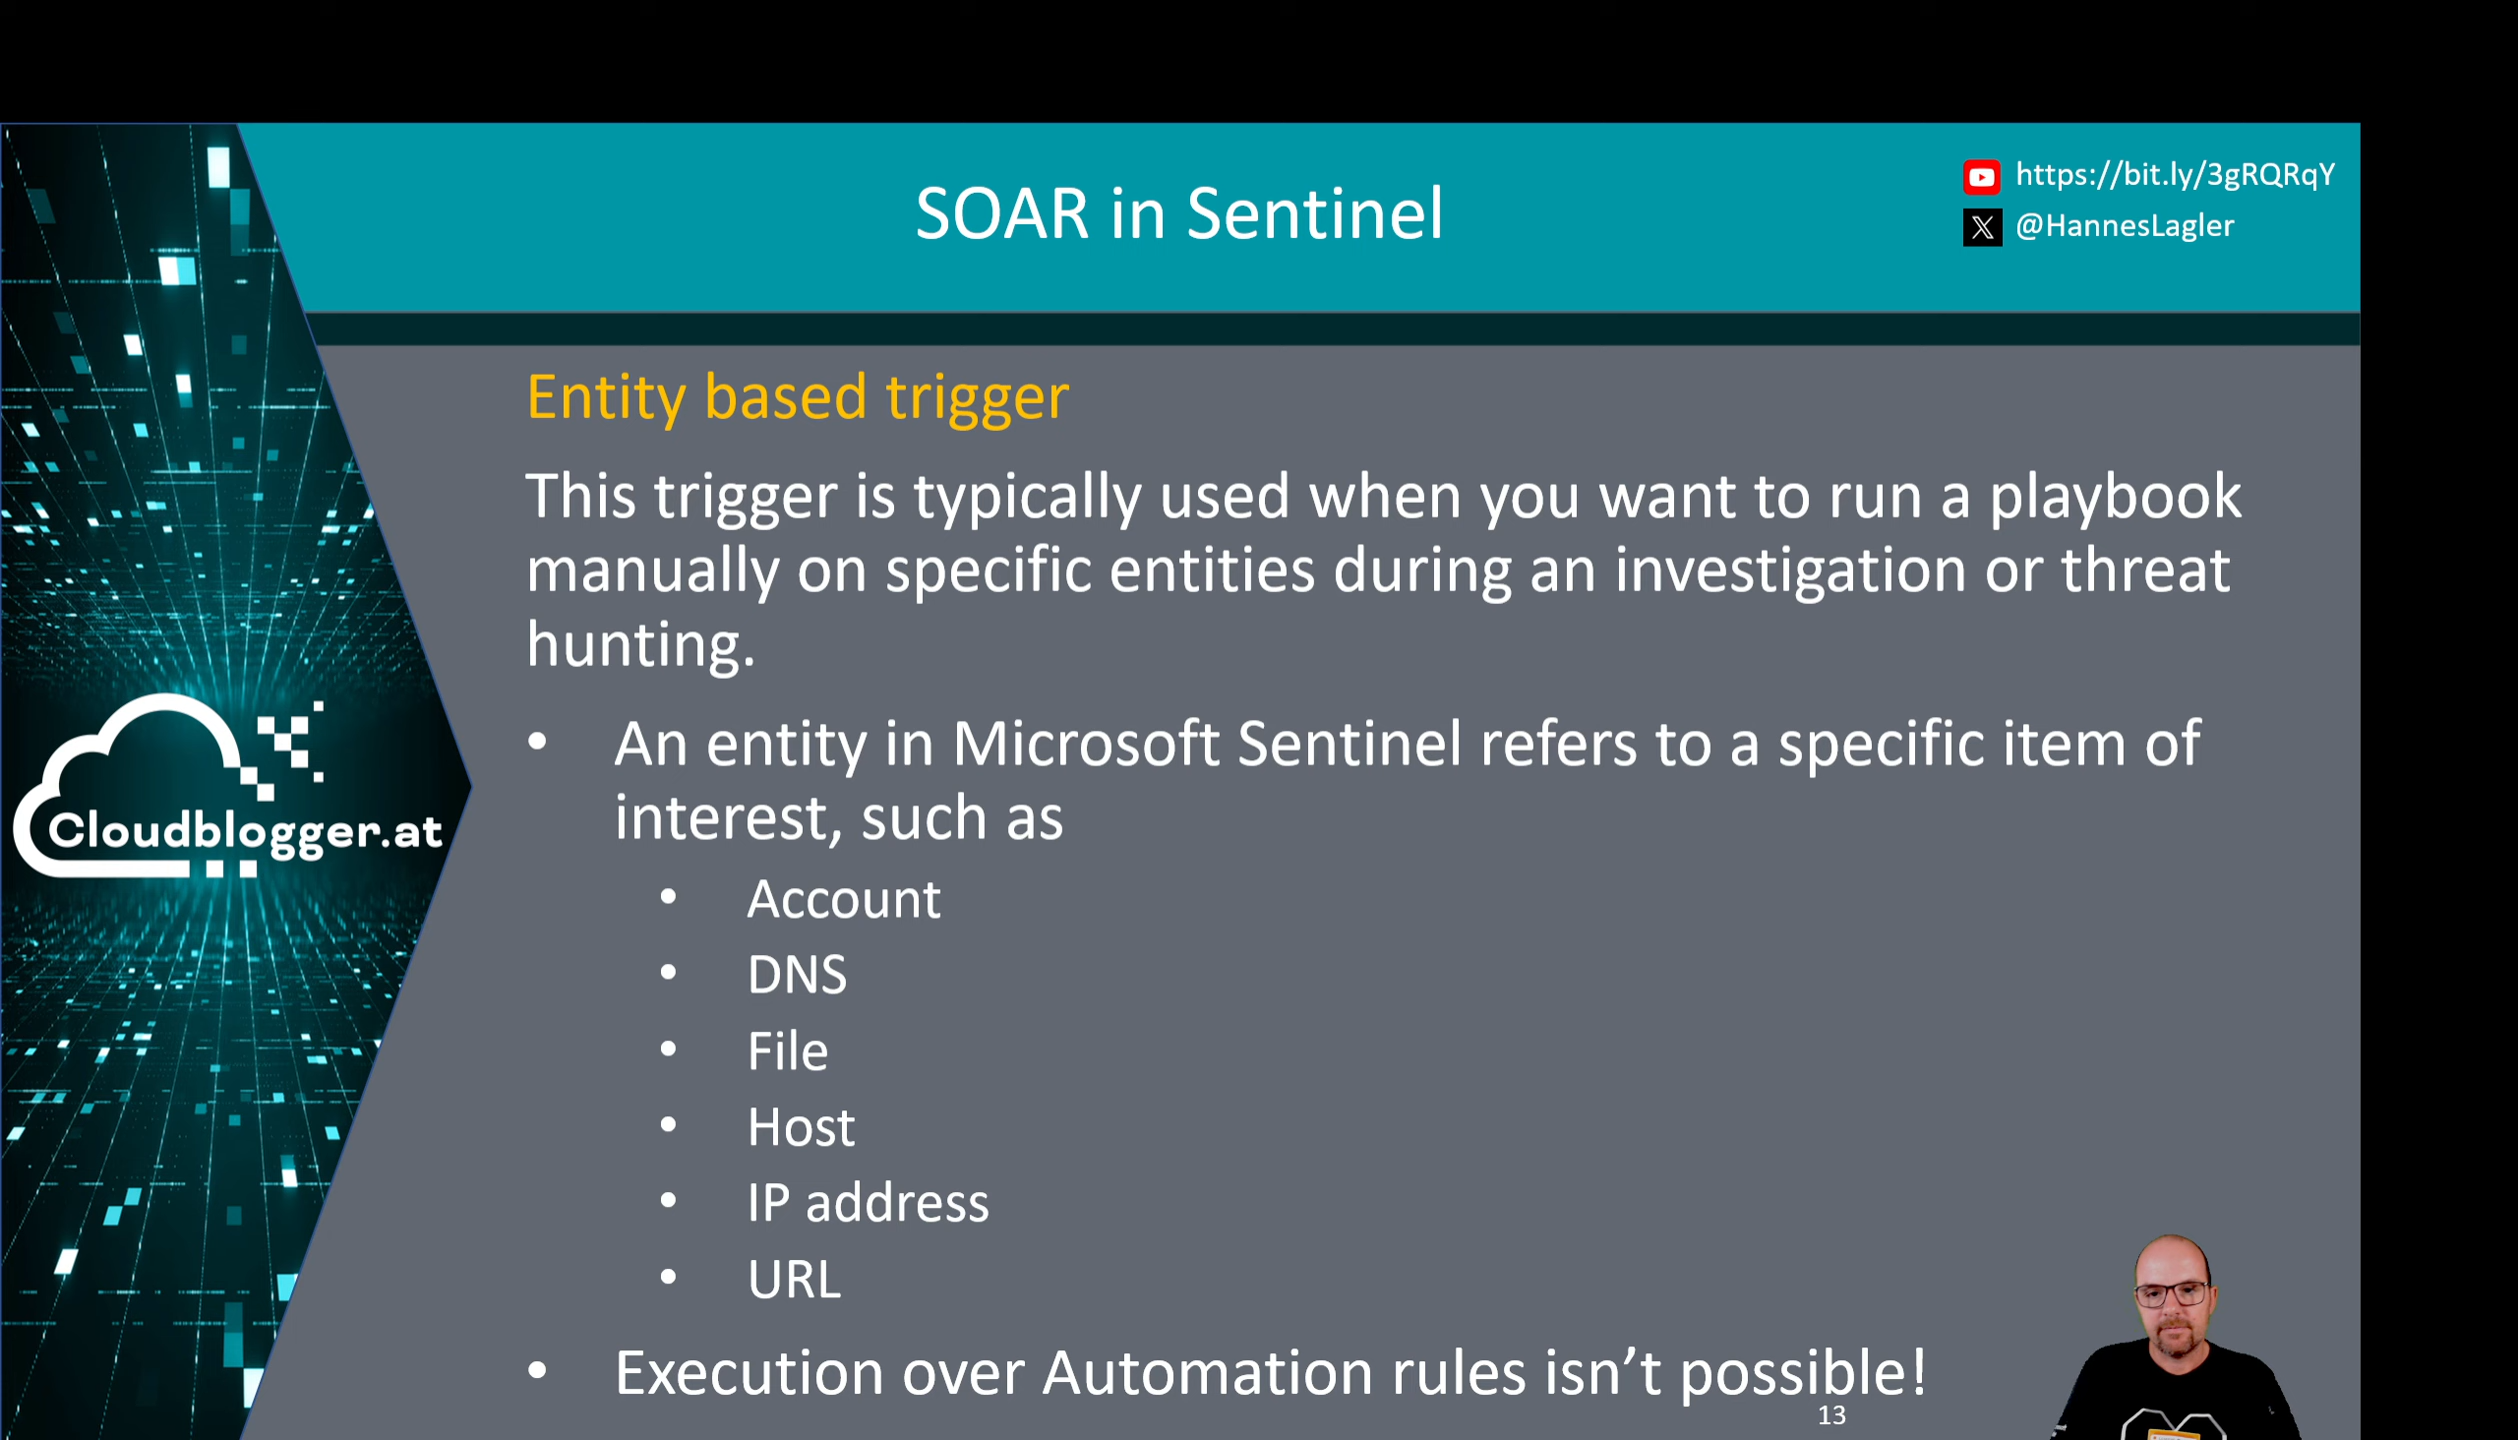 SOAR in Sentinel
https://bit.ly/3gRQRqY
@HannesLagler
Entity based trigger
This trigger is typically used when you want to run a playbook
manually on specific entities during an investigation or threat
hunting.
• An entity in Microsoft Sentinel refers to a specific item of
interest, such as
• Account
• DNS
• File
• Host
• IP address
• URL
• Execution over Automation rules isn’t possible!
13
Cloudblogger.at